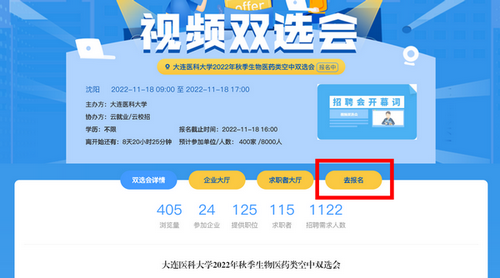 offer
视频双选会
大连医科大学2022年秋季生物医药类空中双选会 报名中
沈阳 2022-11-18 09:00 至 2022-11-18 17:00
主办方：大连医科大学
协办方：云就业/云校招
学历：不限 报名截止时间：2022-11-18 16:00
离开始还有：8天20小时25分钟 预计参加单位/人数： 400家 /8000人
招聘会开幕词
双选会详情 企业大厅 求职者大厅 去报名
405 24 125 115 1122
浏览量 参加企业 提供职位 求职者 招聘需求人数
大连医科大学2022年秋季生物医药类空中双选会